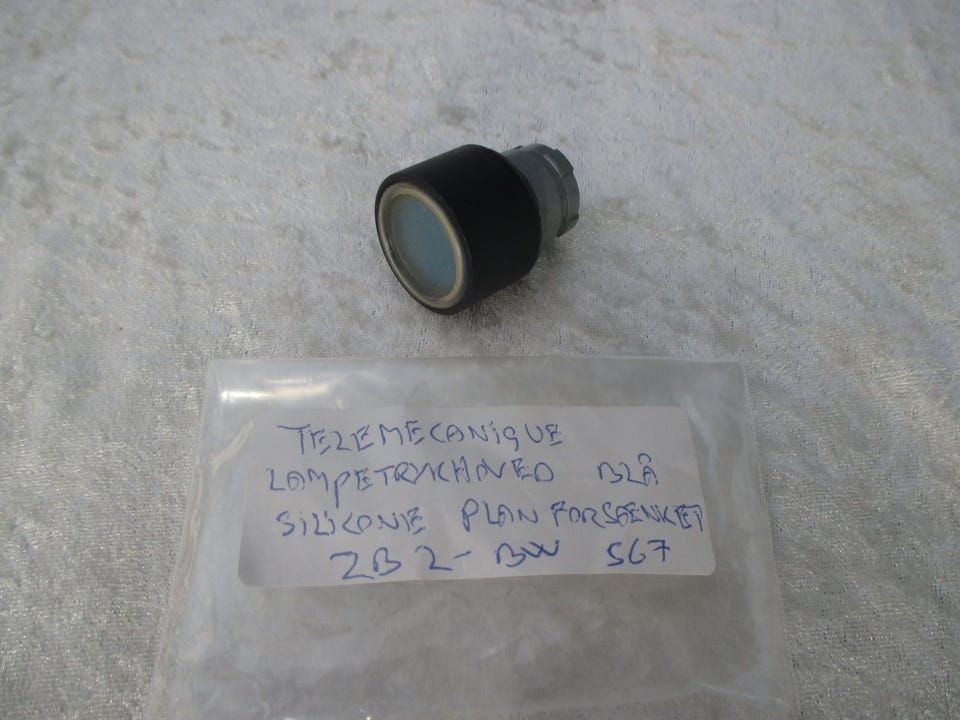 TELEMECANIQUE
LAMPETRYKHOVED BLÅ
SILICONE PLAN FORSÆNKET
ZB2-BW 567